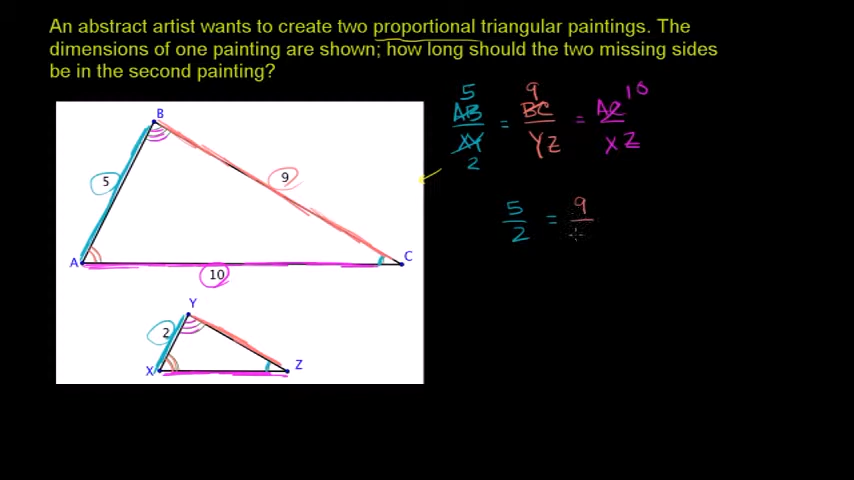 An abstract artist wants to create two proportional triangular paintings. The
dimensions of one painting are shown; how long should the two missing sides
be in the second painting?
5 9 10
AB/XY = BC/YZ = AC/XZ
2
B
5
9
A
C
10
5/2 = 9/
Y
2
X
Z